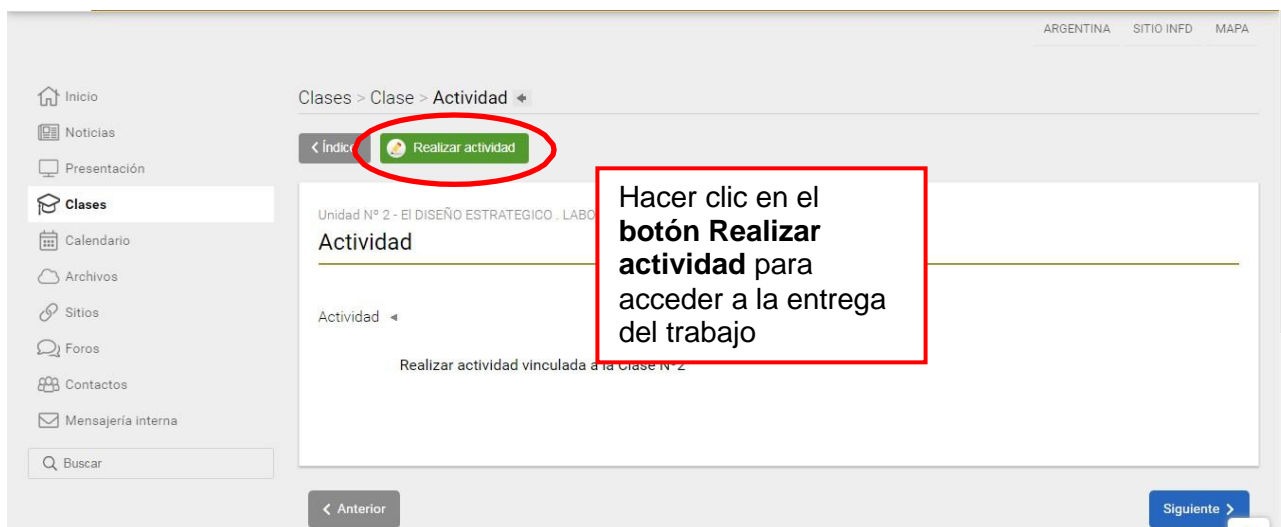 ARGENTINA SITIO INFD MAPA
Inicio
Noticias
Presentación
Clases
Calendario
Archivos
Sitios
Foros
Contactos
Mensajería interna
Buscar
Clases > Clase > Actividad
Índice
Realizar actividad
Unidad Nº 2 - El DISEÑO ESTRATEGICO . LABO
Actividad
Actividad
Realizar actividad vinculada a la Clase Nº2
Hacer clic en el
botón Realizar
actividad para
acceder a la entrega
del trabajo
Anterior
Siguiente